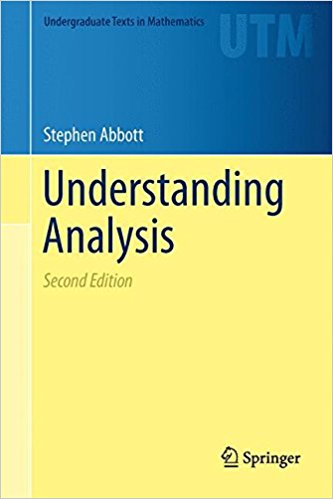 Undergraduate Texts in Mathematics
UTM
Stephen Abbott
Understanding
Analysis
Second Edition
Springer